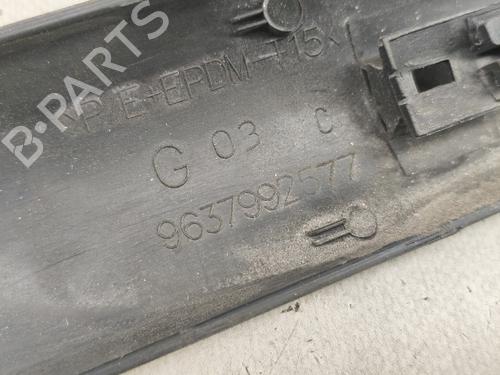 B-PARTS
>P/E+EPDM-T15<
G 03 C
9637992577